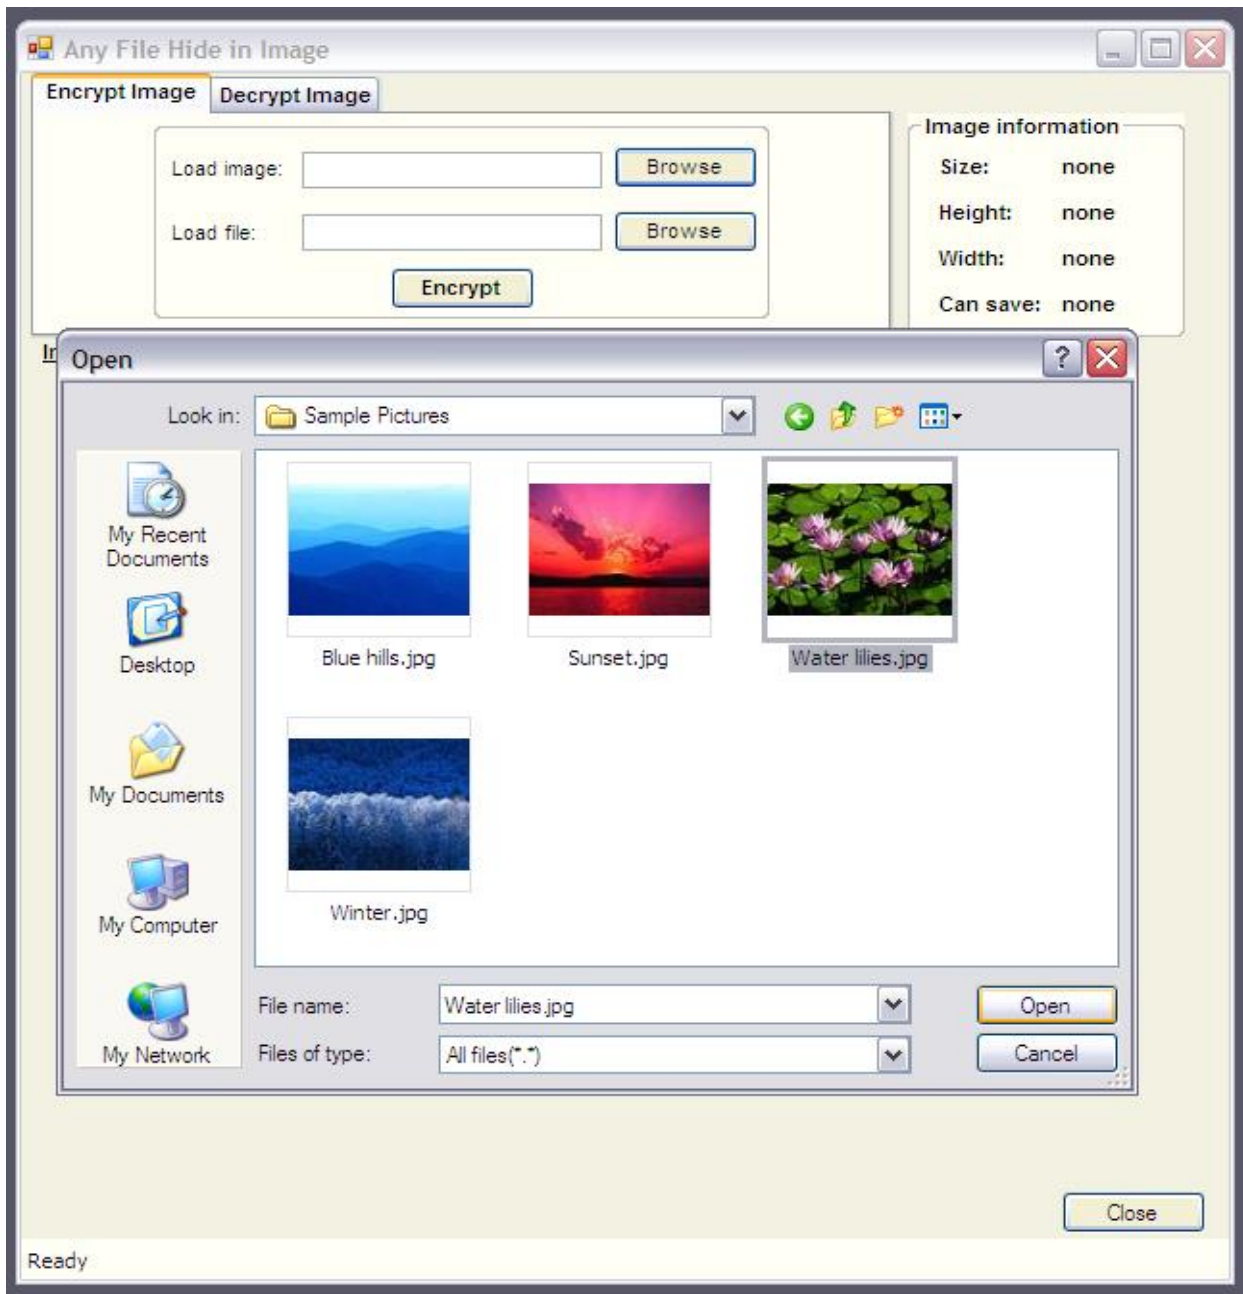 Any File Hide in Image
Encrypt Image Decrypt Image
Load image: Browse
Load file: Browse
Encrypt
Image information
Size: none
Height: none
Width: none
Can save: none
Open
Look in: Sample Pictures
My Recent
Documents
Desktop
My Documents
My Computer
My Network
Blue hills.jpg Sunset.jpg Water lilies.jpg
Winter.jpg
File name: Water lilies.jpg Open
Files of type: All files(*.*) Cancel
Close
Ready